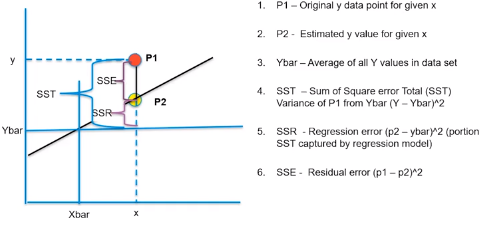 y
P1
SSE
SST
P2
SSR
Ybar
Xbar
x
1. P1 – Original y data point for given x
2. P2 - Estimated y value for given x
3. Ybar – Average of all Y values in data set
4. SST – Sum of Square error Total (SST)
Variance of P1 from Ybar (Y – Ybar)^2
5. SSR - Regression error (p2 – ybar)^2 (portion
SST captured by regression model)
6. SSE - Residual error (p1 – p2)^2